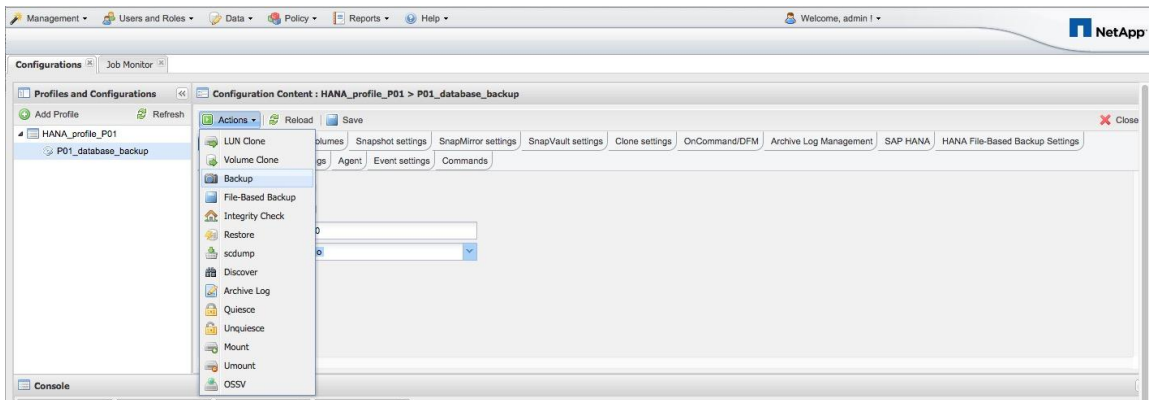 Management Users and Roles Data Policy Reports Help Welcome, admin !
NetApp
Configurations Job Monitor
Profiles and Configurations Configuration Content : HANA_profile_P01 > P01_database_backup
Add Profile Refresh Actions Reload Save Close
HANA_profile_P01
P01_database_backup
LUN Clone olumes Snapshot settings SnapMirror settings SnapVault settings Clone settings OnCommand/DFM Archive Log Management SAP HANA HANA File-Based Backup Settings
Volume Clone gs Agent Event settings Commands
Backup
File-Based Backup
Integrity Check
Restore 0
scdump o
Discover
Archive Log
Quiesce
Unquiesce
Mount
Umount
OSSV
Console